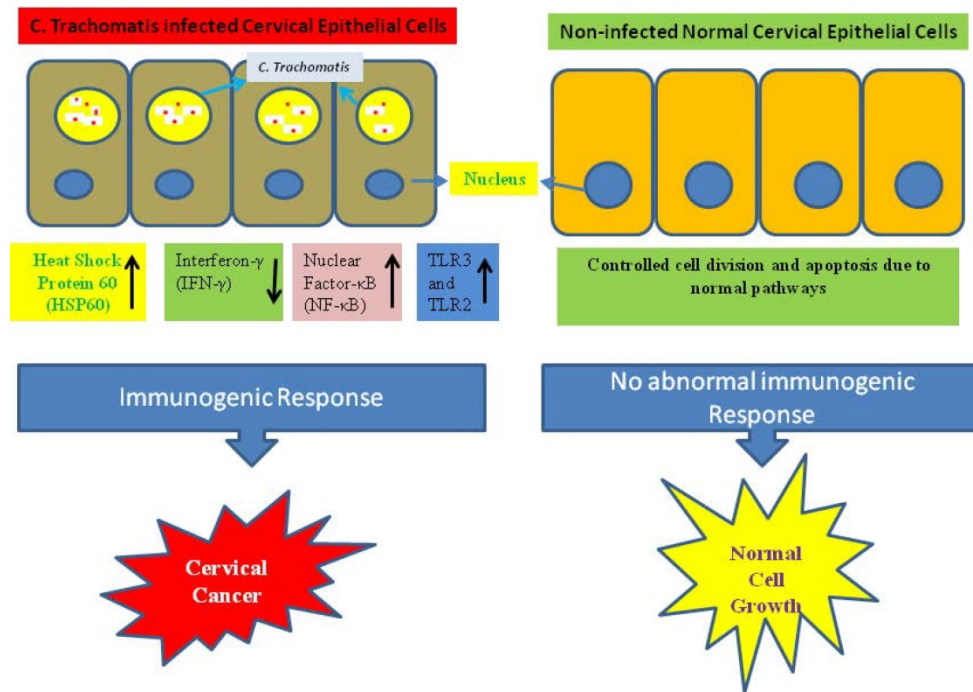 C. Trachomatis infected Cervical Epithelial Cells
Non-infected Normal Cervical Epithelial Cells
C. Trachomatis
Nucleus
Heat Shock
Protein 60
(HSP60)
Interferon-γ
(IFN-γ)
Nuclear
Factor-κB
(NF-κB)
TLR3
and
TLR2
Controlled cell division and apoptosis due to
normal pathways
Immunogenic Response
No abnormal immunogenic
Response
Cervical
Cancer
Normal
Cell
Growth